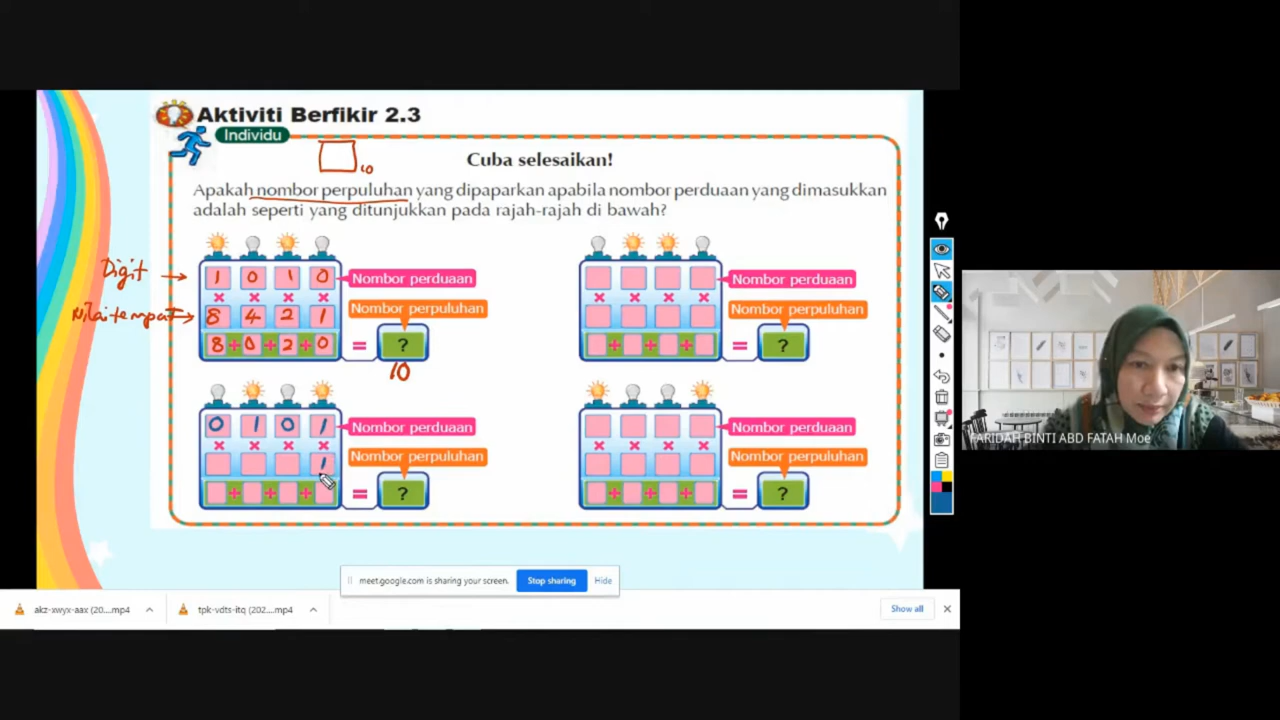 Aktiviti Berfikir 2.3
Individu
□10
Cuba selesaikan!
Apakah nombor perpuluhan yang dipaparkan apabila nombor perduaan yang dimasukkan
adalah seperti yang ditunjukkan pada rajah-rajah di bawah?
Digit → 1 0 1 0 Nombor perduaan
× × × ×
Nilai tempat → 8 4 2 1 Nombor perpuluhan
8 + 0 + 2 + 0 = ?
10
Nombor perduaan
× × × ×
Nombor perpuluhan
+ + + = ?
0 1 0 1 Nombor perduaan
× × × ×
1 Nombor perpuluhan
+ + + = ?
Nombor perduaan
× × × ×
Nombor perpuluhan
+ + + = ?
FARIDAH BINTI ABD FATAH Moe
meet.google.com is sharing your screen. Stop sharing Hide
akz-xwyx-aax (20....mp4 tpk-vdts-itq (202....mp4 Show all